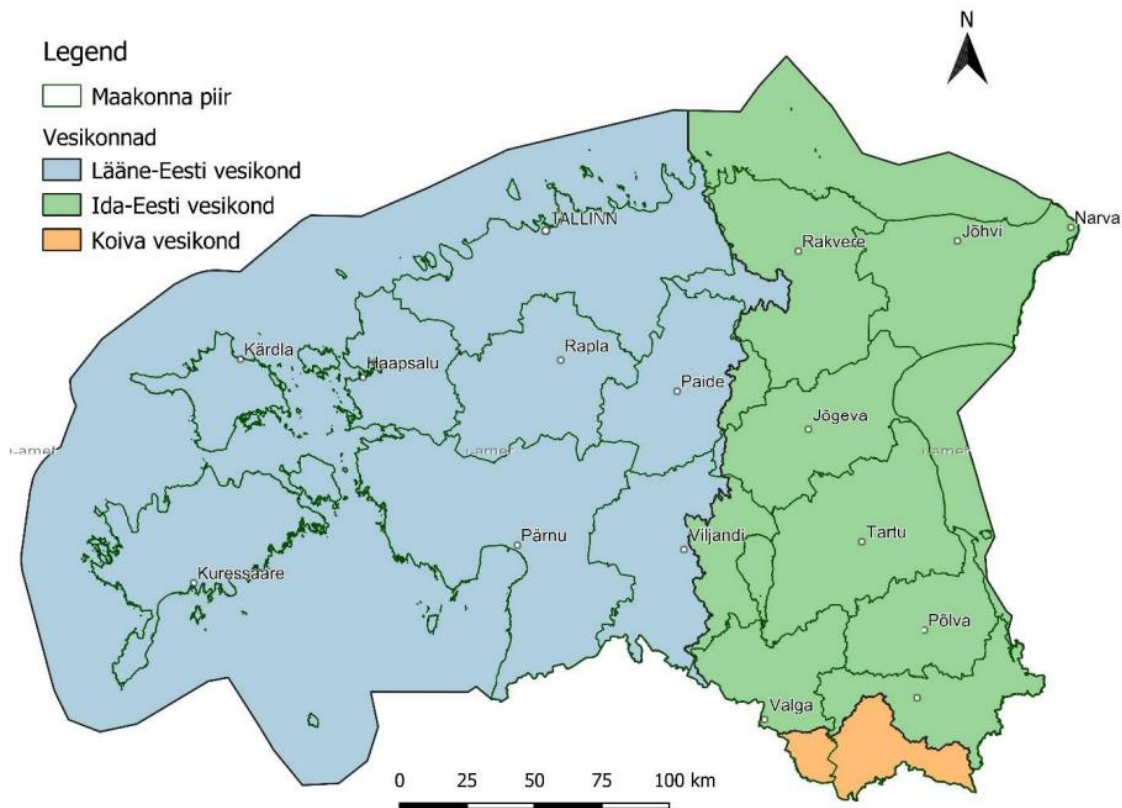 N
Legend
Maakonna piir
Vesikonnad
Lääne-Eesti vesikond
Ida-Eesti vesikond
Koiva vesikond
TALLINN
Narva
Jõhvi
Rakvere
Kärdla
Haapsalu
Rapla
Paide
Jõgeva
Pärnu
Viljandi
Tartu
Kuressaare
Põlva
Valga
0 25 50 75 100 km